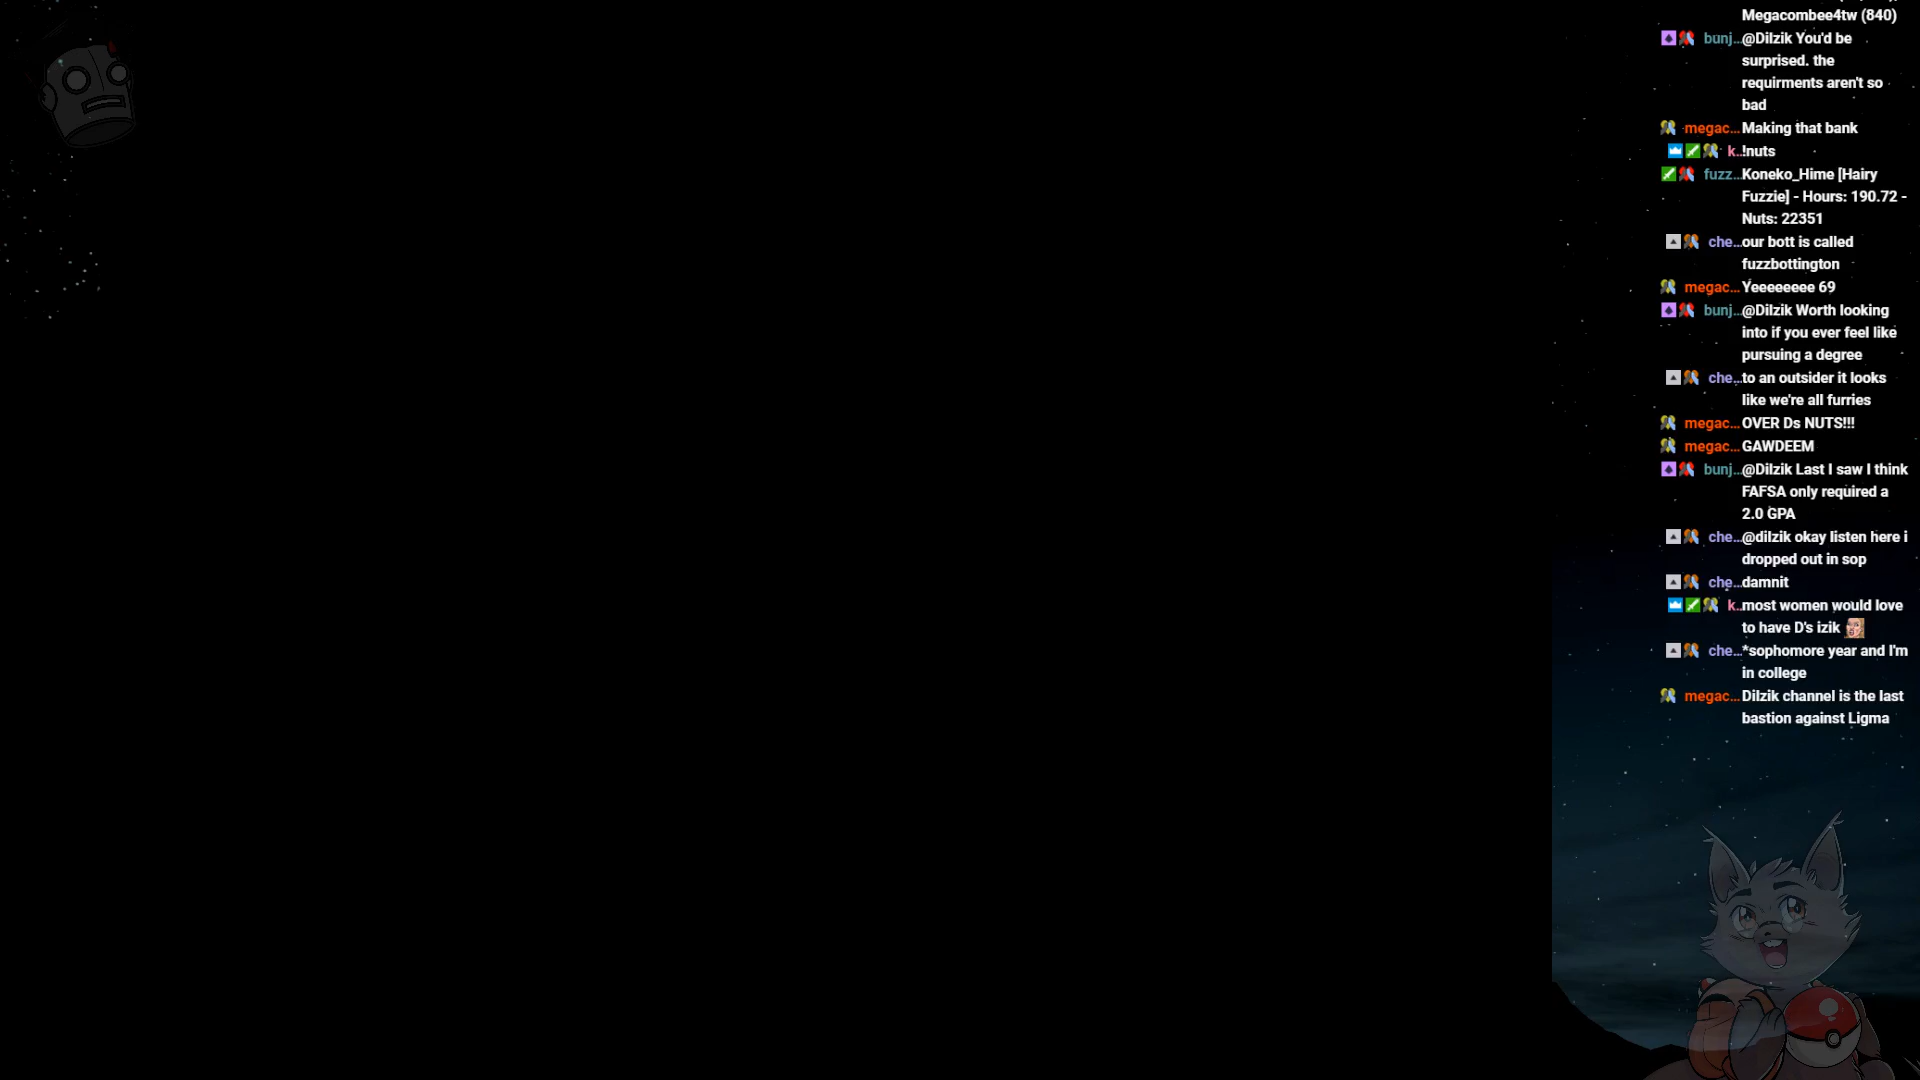 Megacombee4tw (840)
bunj... @Dilzik You'd be
surprised. the
requirments aren't so
bad
megac... Making that bank
k.. !nuts
fuzz... Koneko_Hime [Hairy
Fuzzie] - Hours: 190.72 -
Nuts: 22351
che... our bott is called
fuzzbottington
megac... Yeeeeeeee 69
bunj... @Dilzik Worth looking
into if you ever feel like
pursuing a degree
che... to an outsider it looks
like we're all furries
megac... OVER Ds NUTS!!!
megac... GAWDEEM
bunj... @Dilzik Last I saw I think
FAFSA only required a
2.0 GPA
che... @dilzik okay listen here i
dropped out in sop
che... damnit
k.. most women would love
to have D's izik
che... *sophomore year and I'm
in college
megac... Dilzik channel is the last
bastion against Ligma